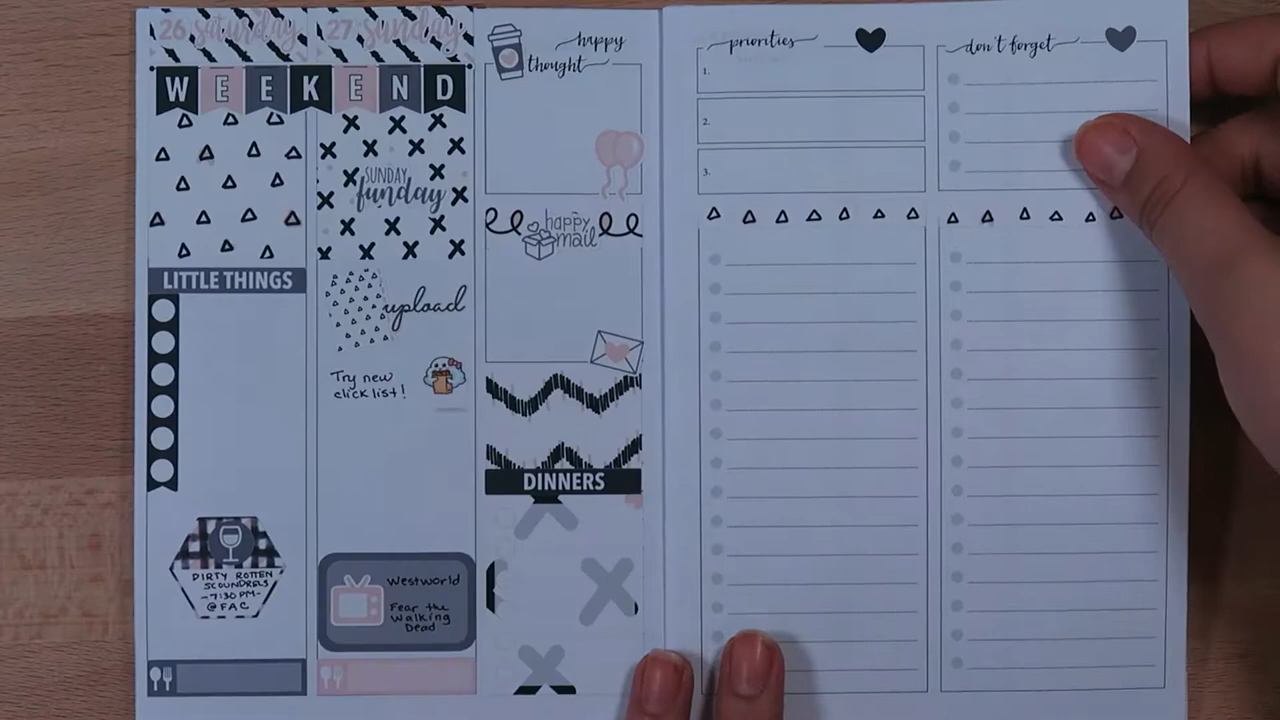 26 saturday
27 sunday
WEEKEND
SUNDAY
funday
LITTLE THINGS
upload
Try new
click list!
DIRTY ROTTEN
SCOUNDRELS
-7:30 PM-
@ FAC
Westworld
Fear the
Walking
Dead
happy
thought
happy
mail
DINNERS
priorities
1.
2.
3.
don't forget